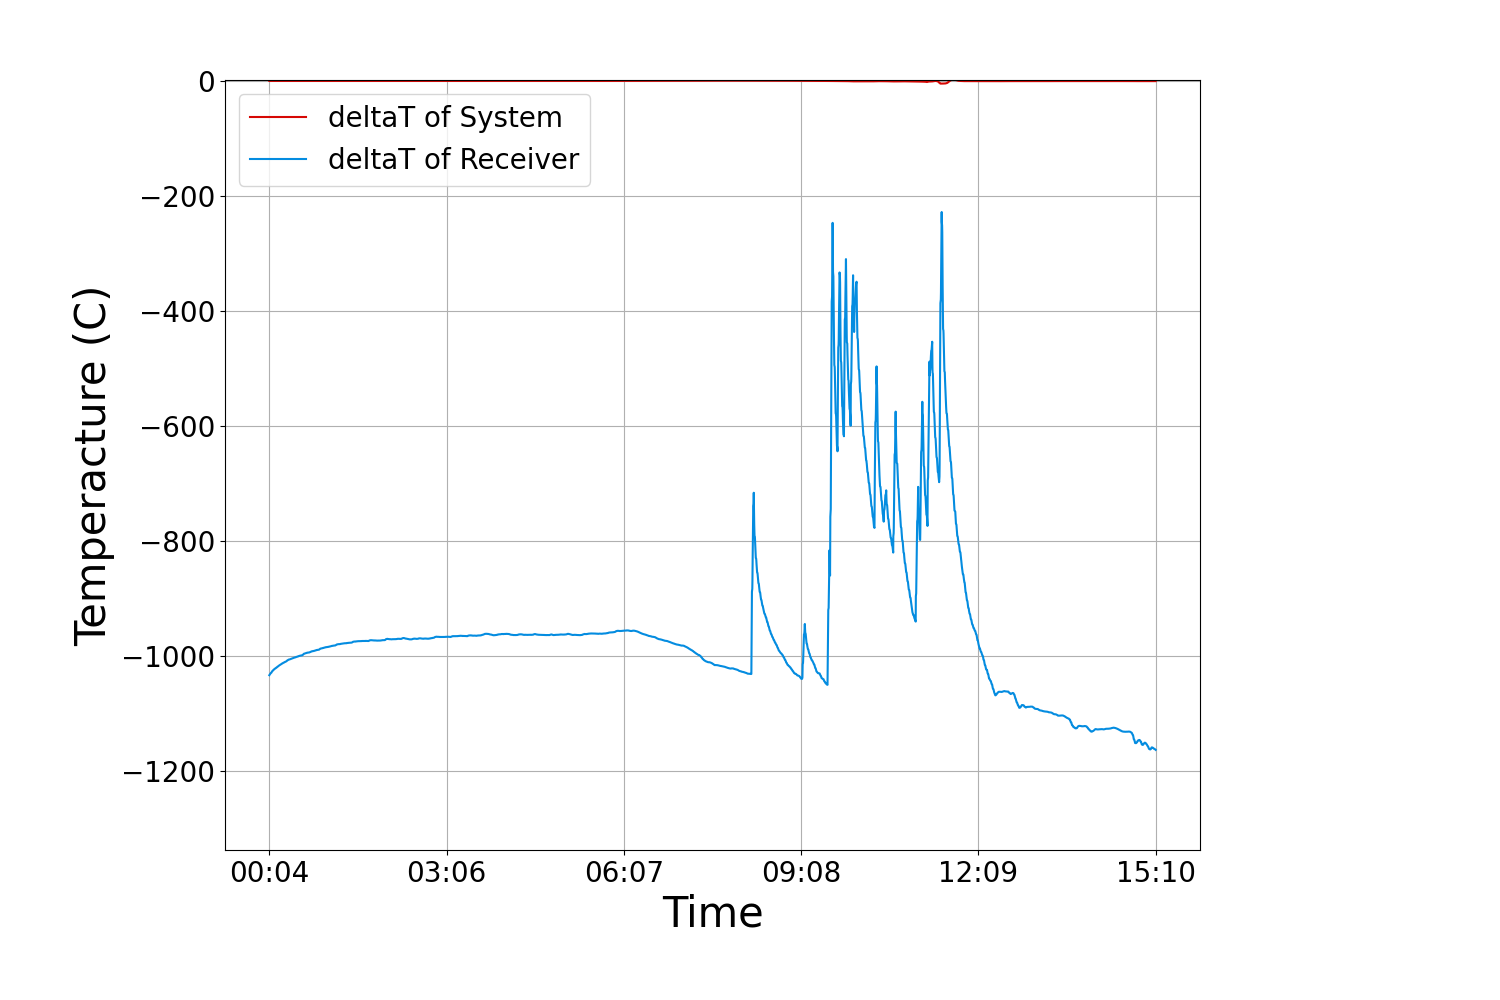 0
−200
−400
−600
−800
−1000
−1200
Temperacture (C)
deltaT of System
deltaT of Receiver
00:04 03:06 06:07 09:08 12:09 15:10
Time